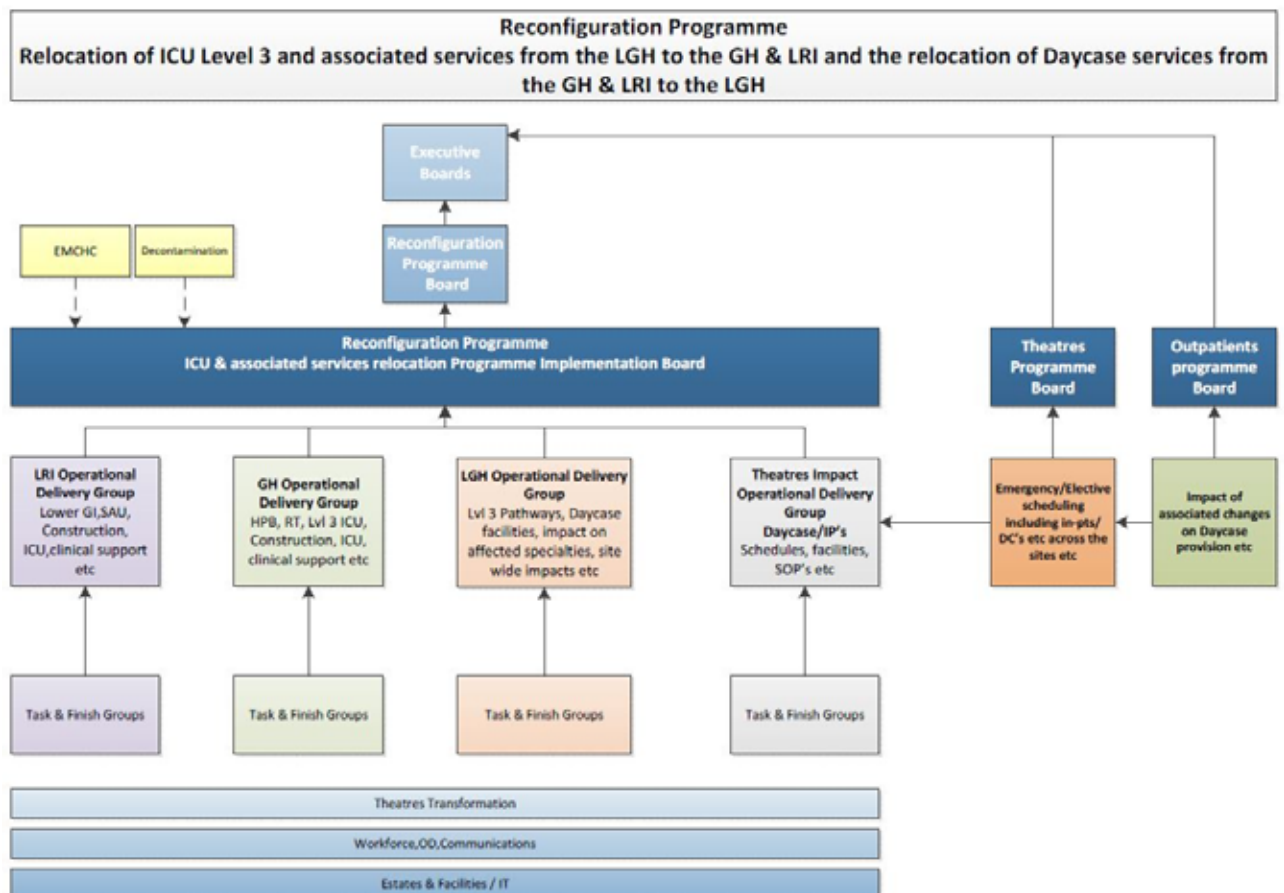 Reconfiguration Programme
Relocation of ICU Level 3 and associated services from the LGH to the GH & LRI and the relocation of Daycase services from
the GH & LRI to the LGH
Executive
Boards
EMCHC
Decontamination
Reconfiguration
Programme
Board
Reconfiguration Programme
ICU & associated services relocation Programme Implementation Board
Theatres
Programme
Board
Outpatients
programme
Board
LRI Operational
Delivery Group
Lower GI,SAU,
Construction,
ICU,clinical support
etc
GH Operational
Delivery Group
HPB, RT, Lvl 3 ICU,
Construction, ICU,
clinical support etc
LGH Operational Delivery
Group
Lvl 3 Pathways, Daycase
facilities, impact on
affected specialties, site
wide impacts etc
Theatres Impact
Operational Delivery
Group
Daycase/IP's
Schedules, facilities,
SOP's etc
Emergency/Elective
scheduling
including in-pts/
DC's etc across the
sites etc
Impact of
associated changes
on Daycase
provision etc
Task & Finish Groups
Task & Finish Groups
Task & Finish Groups
Task & Finish Groups
Theatres Transformation
Workforce,OD,Communications
Estates & Facilities / IT